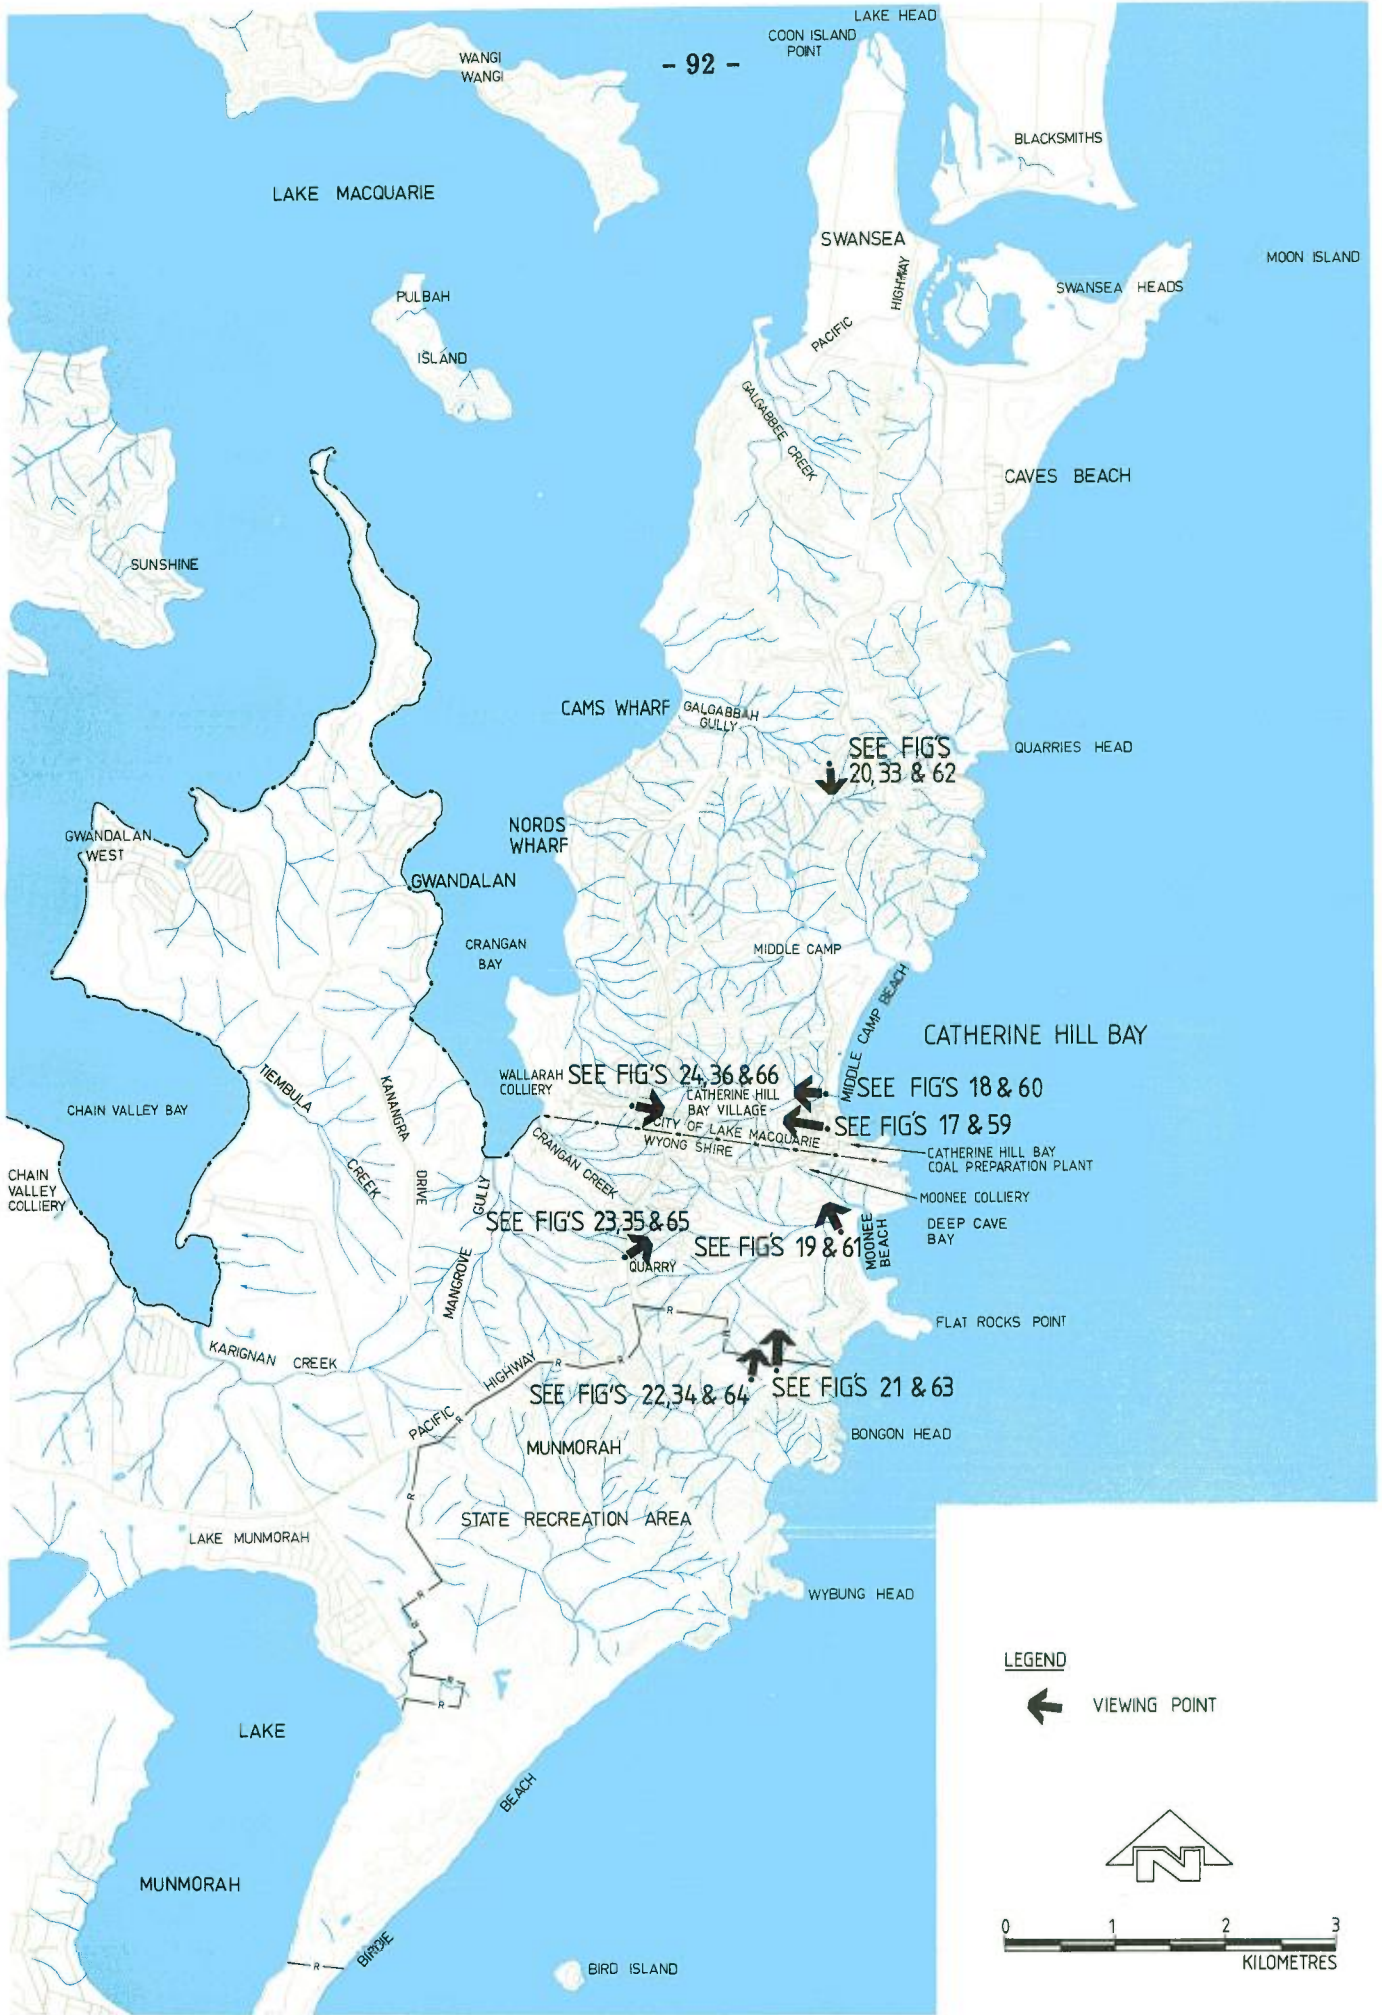 - 92 -
LAKE HEAD
COON ISLAND
POINT
WANGI
WANGI
BLACKSMITHS
LAKE MACQUARIE
SWANSEA
MOON ISLAND
SWANSEA HEADS
PULBAH
ISLAND
PACIFIC
HIGHWAY
GALGABBEE CREEK
CAVES BEACH
SUNSHINE
CAMS WHARF
GALGABBAH
GULLY
SEE FIG'S
20,33 & 62
QUARRIES HEAD
NORDS
WHARF
GWANDALAN
WEST
GWANDALAN
CRANGAN
BAY
MIDDLE CAMP
MIDDLE CAMP BEACH
CATHERINE HILL BAY
WALLARAH
COLLIERY
SEE FIG'S 24,36 & 66
CATHERINE HILL
BAY VILLAGE
SEE FIG'S 18 & 60
SEE FIG'S 17 & 59
CITY OF LAKE MACQUARIE
WYONG SHIRE
CATHERINE HILL BAY
COAL PREPARATION PLANT
TIEMBULA
CREEK
KANANGRA
DRIVE
CHAIN VALLEY BAY
CRANGAN CREEK
CHAIN
VALLEY
COLLIERY
MANGROVE
GULLY
MOONEE COLLIERY
DEEP CAVE
BAY
MOONEE
BEACH
SEE FIG'S 23,35 & 65
SEE FIG'S 19 & 61
QUARRY
R
FLAT ROCKS POINT
KARIGNAN CREEK
PACIFIC
HIGHWAY
R
R
R
R
SEE FIG'S 22,34 & 64
SEE FIG'S 21 & 63
BONGON HEAD
MUNMORAH
STATE RECREATION AREA
R
LAKE MUNMORAH
R
R
R
R
WYBUNG HEAD
LAKE
MUNMORAH
BIRDIE
BEACH
R
BIRD ISLAND
LEGEND
VIEWING POINT
N
0 1 2 3
KILOMETRES